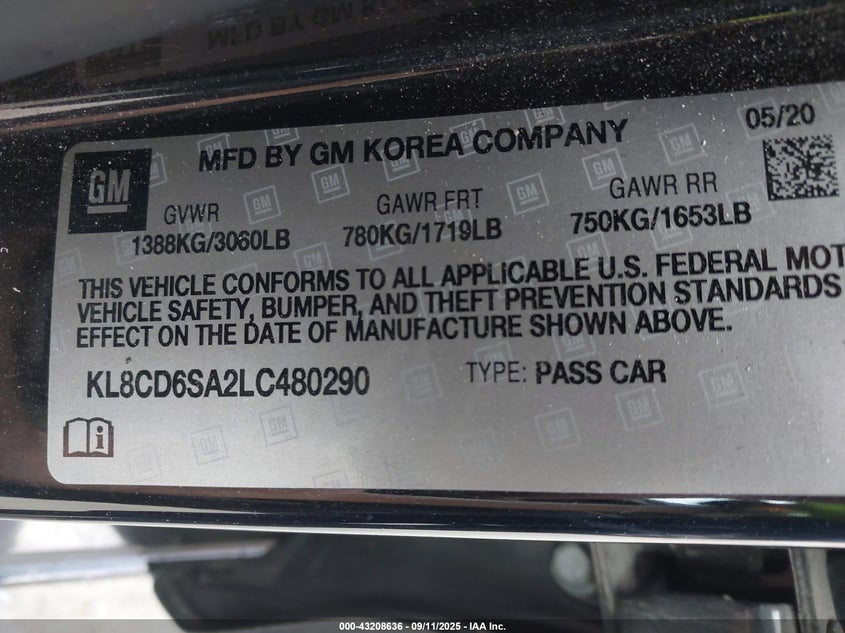 MFD BY GM KOREA COMPANY
05/20
GM
GVWR
1388KG/3060LB
GAWR FRT
780KG/1719LB
GAWR RR
750KG/1653LB
THIS VEHICLE CONFORMS TO ALL APPLICABLE U.S. FEDERAL MOT
VEHICLE SAFETY, BUMPER, AND THEFT PREVENTION STANDARDS
EFFECT ON THE DATE OF MANUFACTURE SHOWN ABOVE.
KL8CD6SA2LC480290
TYPE: PASS CAR
000-43208636 - 09/11/2025 - IAA Inc.